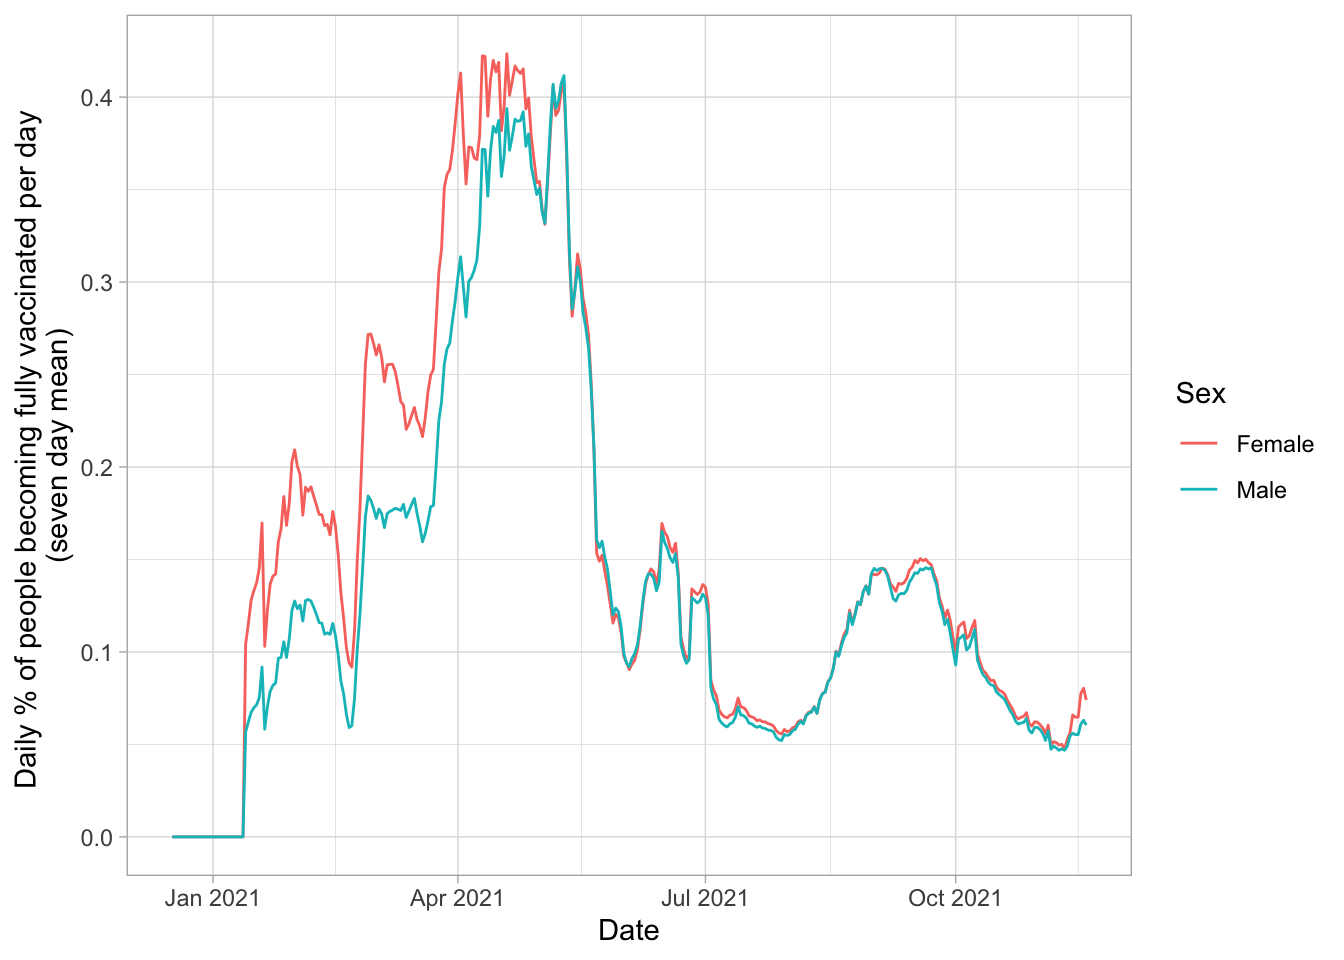 Daily % of people becoming fully vaccinated per day
(seven day mean)
0.4
0.3
0.2
0.1
0.0
Jan 2021
Apr 2021
Jul 2021
Oct 2021
Date
Sex
Female
Male